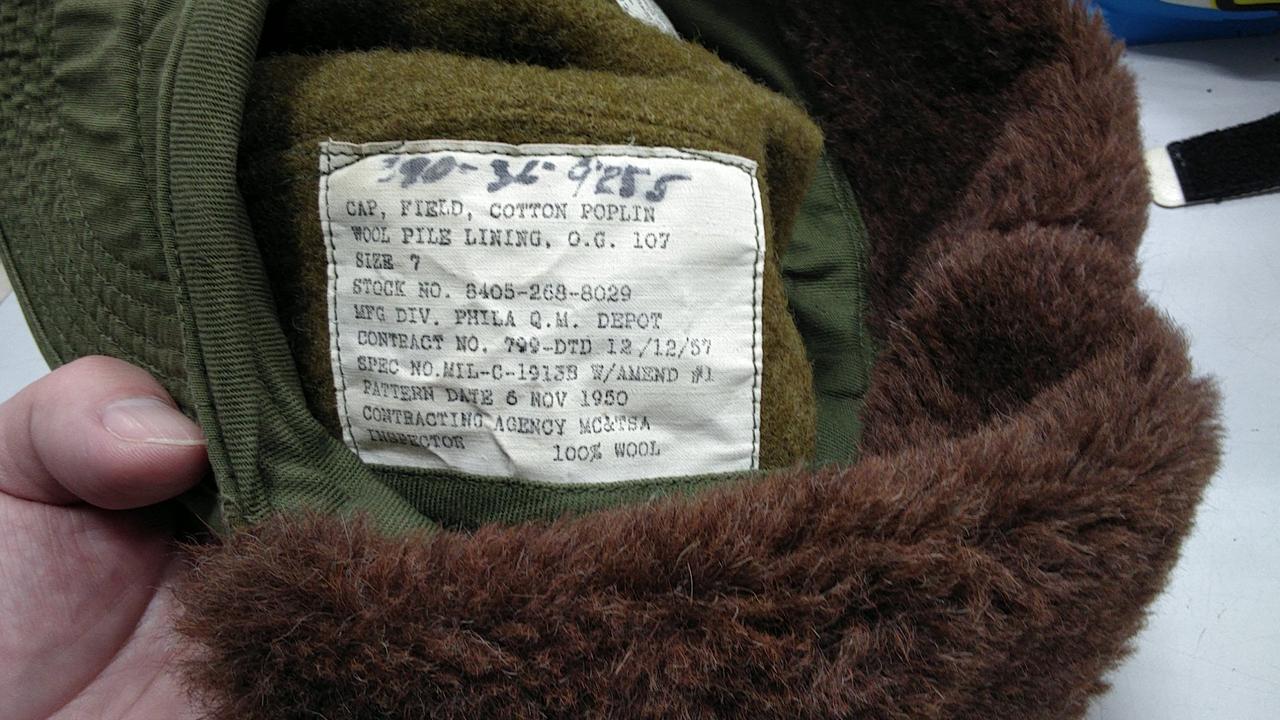 390-36-9255
CAP, FIELD, COTTON POPLIN
WOOL PILE LINING, O.G. 107
SIZE 7
STOCK NO. 8405-268-8029
MFG DIV. PHILA Q.M. DEPOT
CONTRACT NO. 799-DTD 12/12/57
SPEC NO.MIL-C-1913B W/AMEND #1
PATTERN DATE 6 NOV 1950
CONTRACTING AGENCY MC&TSA
INSPECTOR 100% WOOL